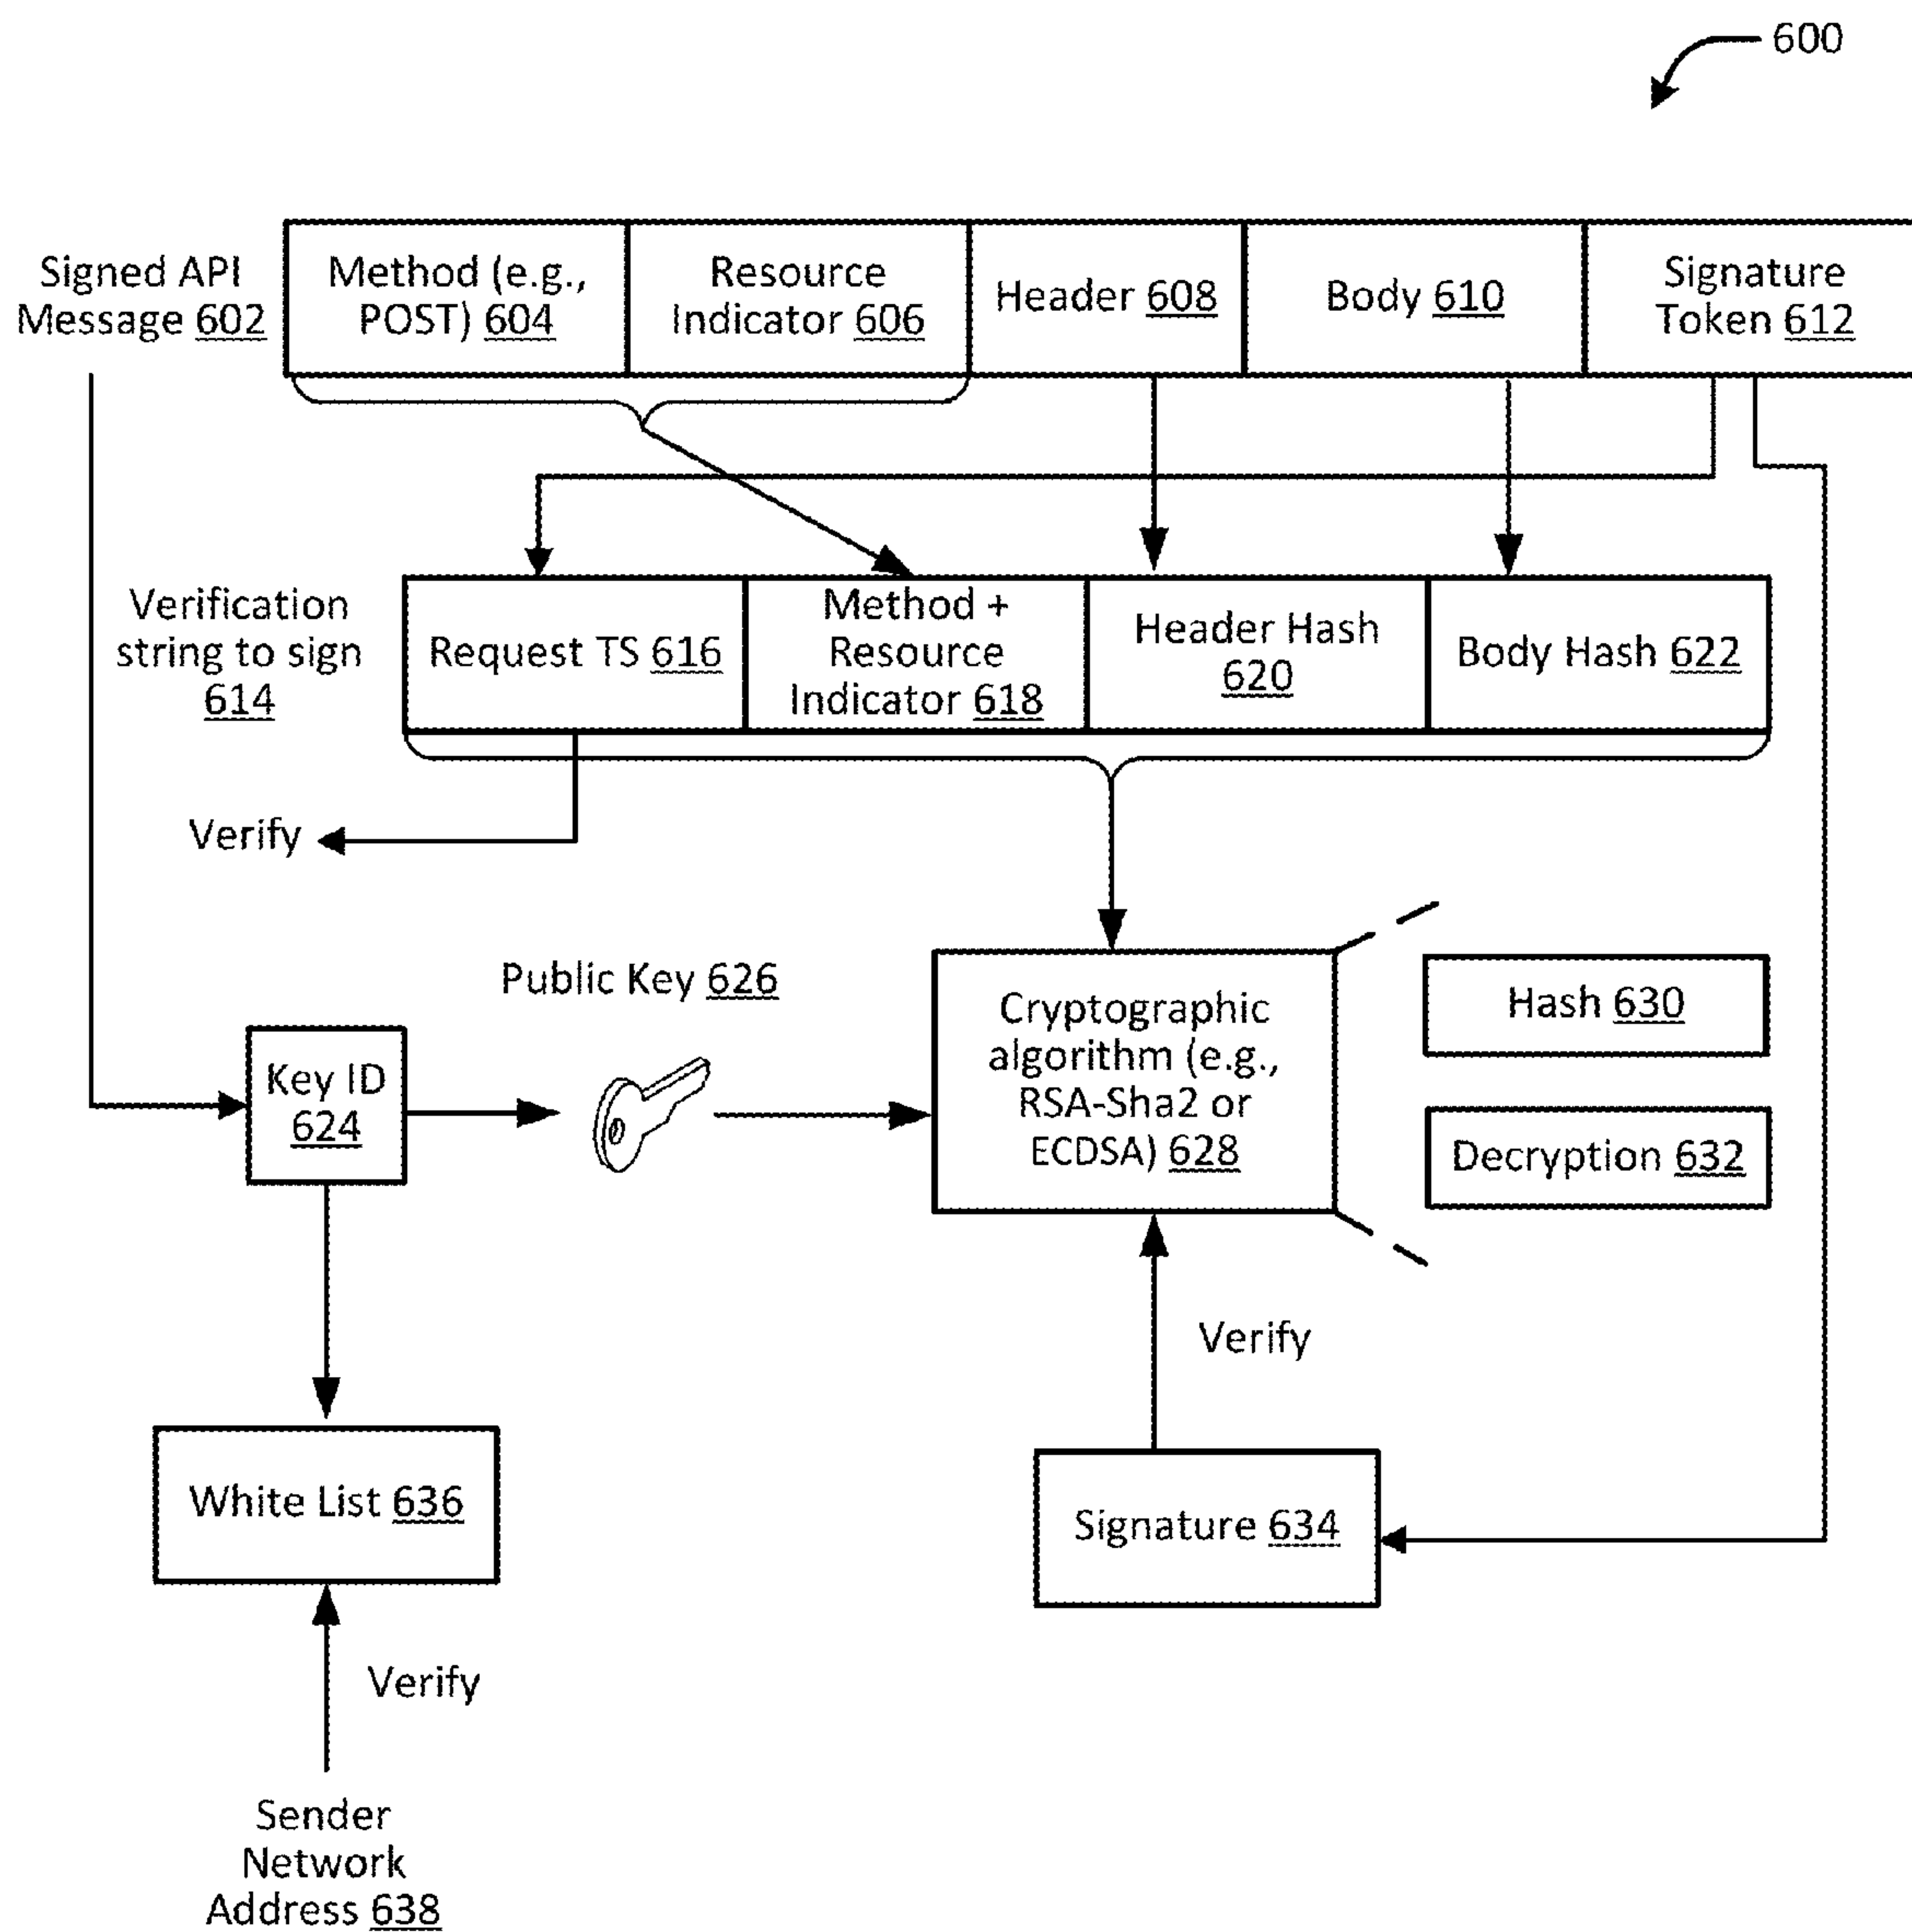 600
Signed API
Message 602
Method (e.g.,
POST) 604
Resource
Indicator 606
Header 608
Body 610
Signature
Token 612
Verification
string to sign
614
Request TS 616
Method +
Resource
Indicator 618
Header Hash
620
Body Hash 622
Verify
Public Key 626
Key ID
624
Cryptographic
algorithm (e.g.,
RSA-Sha2 or
ECDSA) 628
Hash 630
Decryption 632
Verify
White List 636
Signature 634
Verify
Sender
Network
Address 638